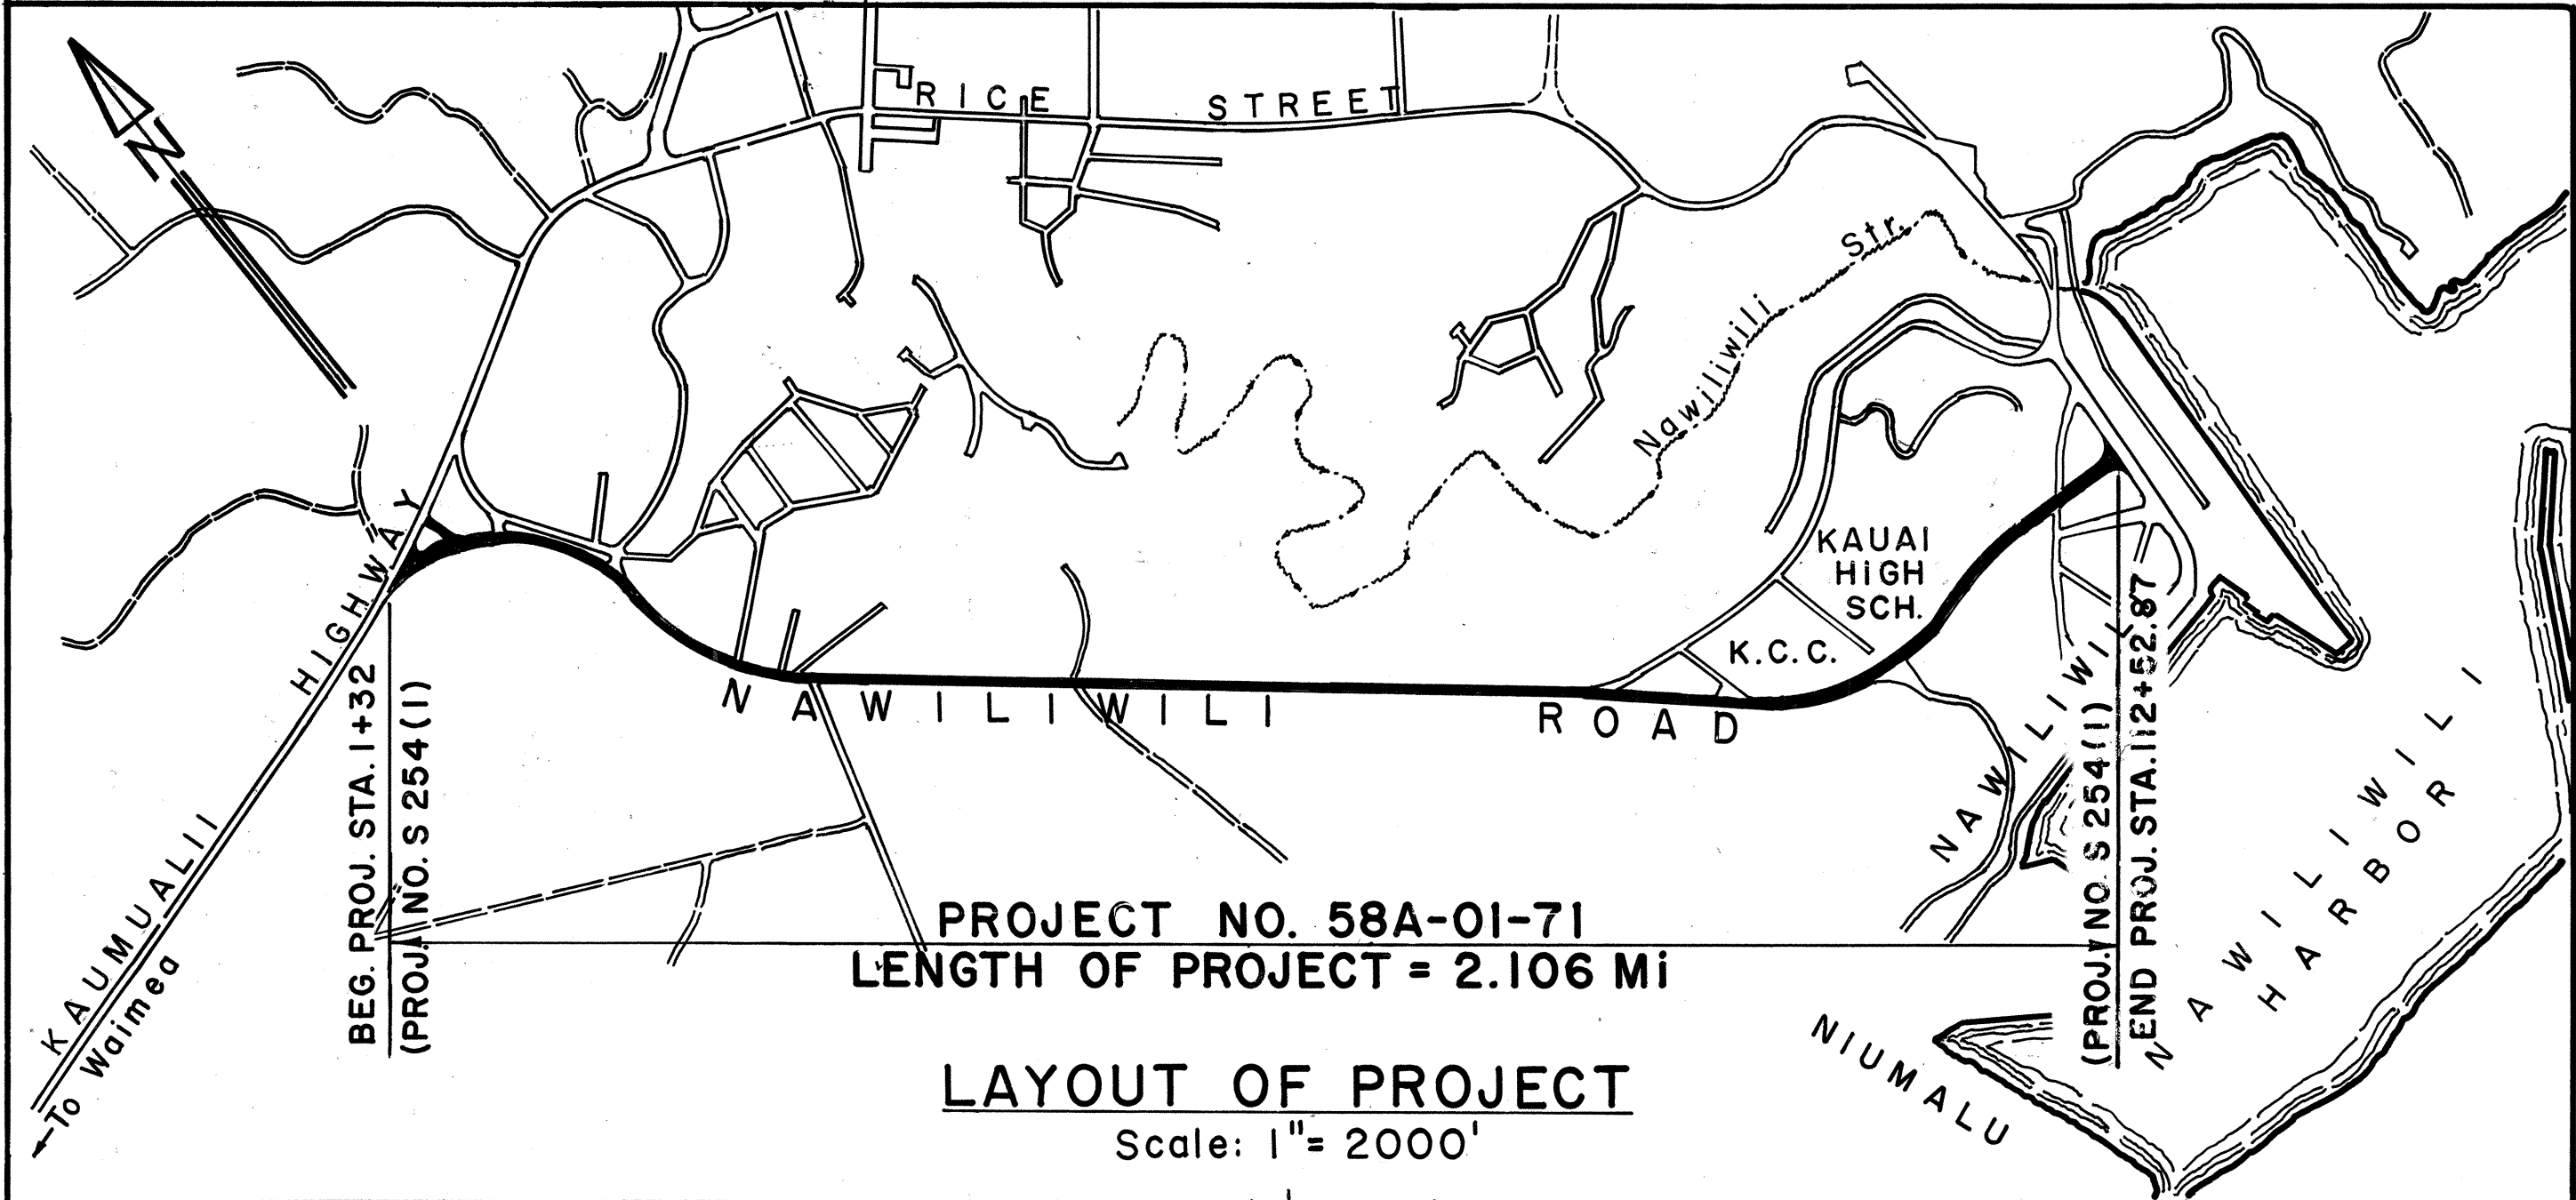 N
RICE STREET
Nawiliwili Str.
KAUMUALII HIGHWAY
To Waimea
BEG. PROJ. STA. 1+32
(PROJ. NO. S 254(1)
NAWILIWILI ROAD
KAUAI
HIGH
SCH.
K.C.C.
NAWILIWILI
(PROJ. NO. S 254(1)
END PROJ. STA. 112+52.87
NAWILIWILI
HARBOR
NIUMALU
PROJECT NO. 58A-01-71
LENGTH OF PROJECT = 2.106 Mi
LAYOUT OF PROJECT
Scale: 1"= 2000'